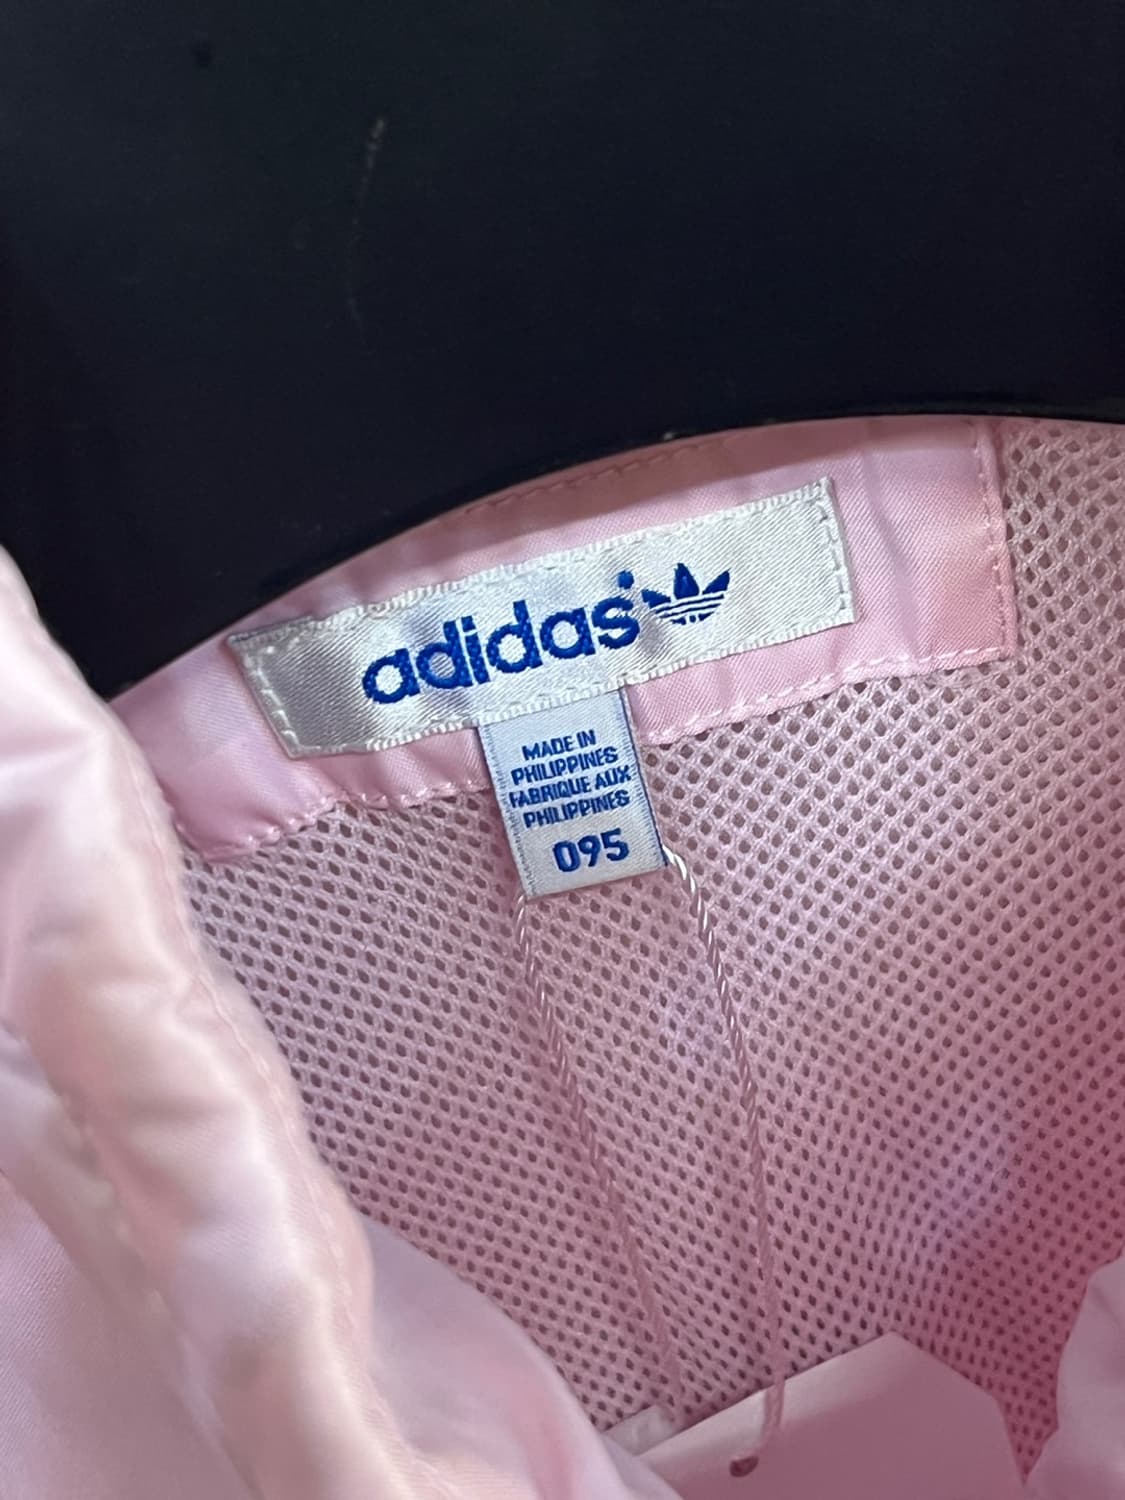 adidas
MADE IN
PHILIPPINES
FABRIQUE AUX
PHILIPPINES
095